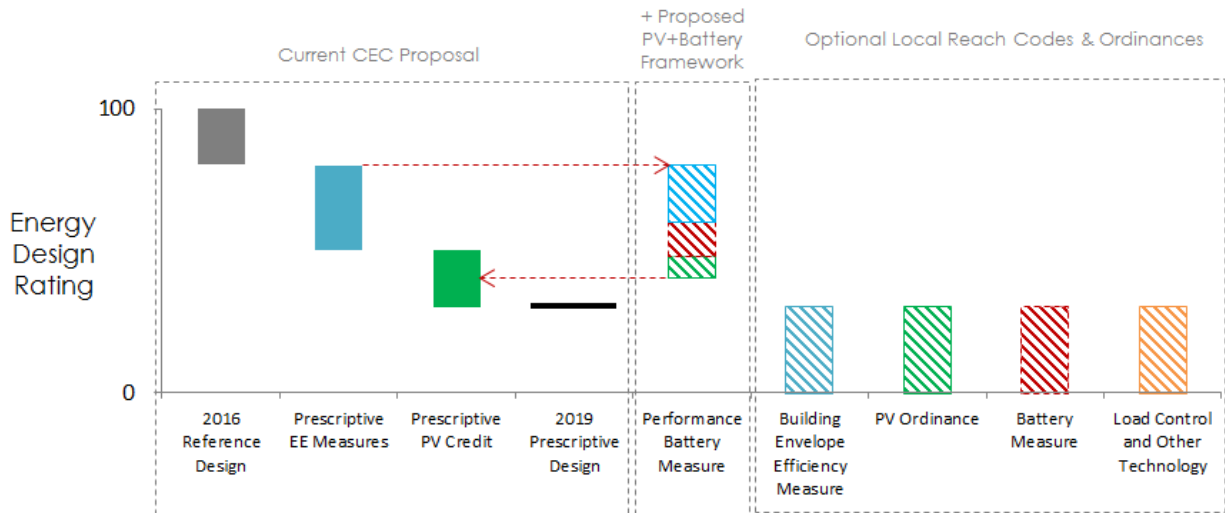 Current CEC Proposal
+ Proposed
PV+Battery
Framework
Optional Local Reach Codes & Ordinances
100
Energy
Design
Rating
0
2016
Reference
Design
Prescriptive
EE Measures
Prescriptive
PV Credit
2019
Prescriptive
Design
Performance
Battery
Measure
Building
Envelope
Efficiency
Measure
PV Ordinance
Battery
Measure
Load Control
and Other
Technology